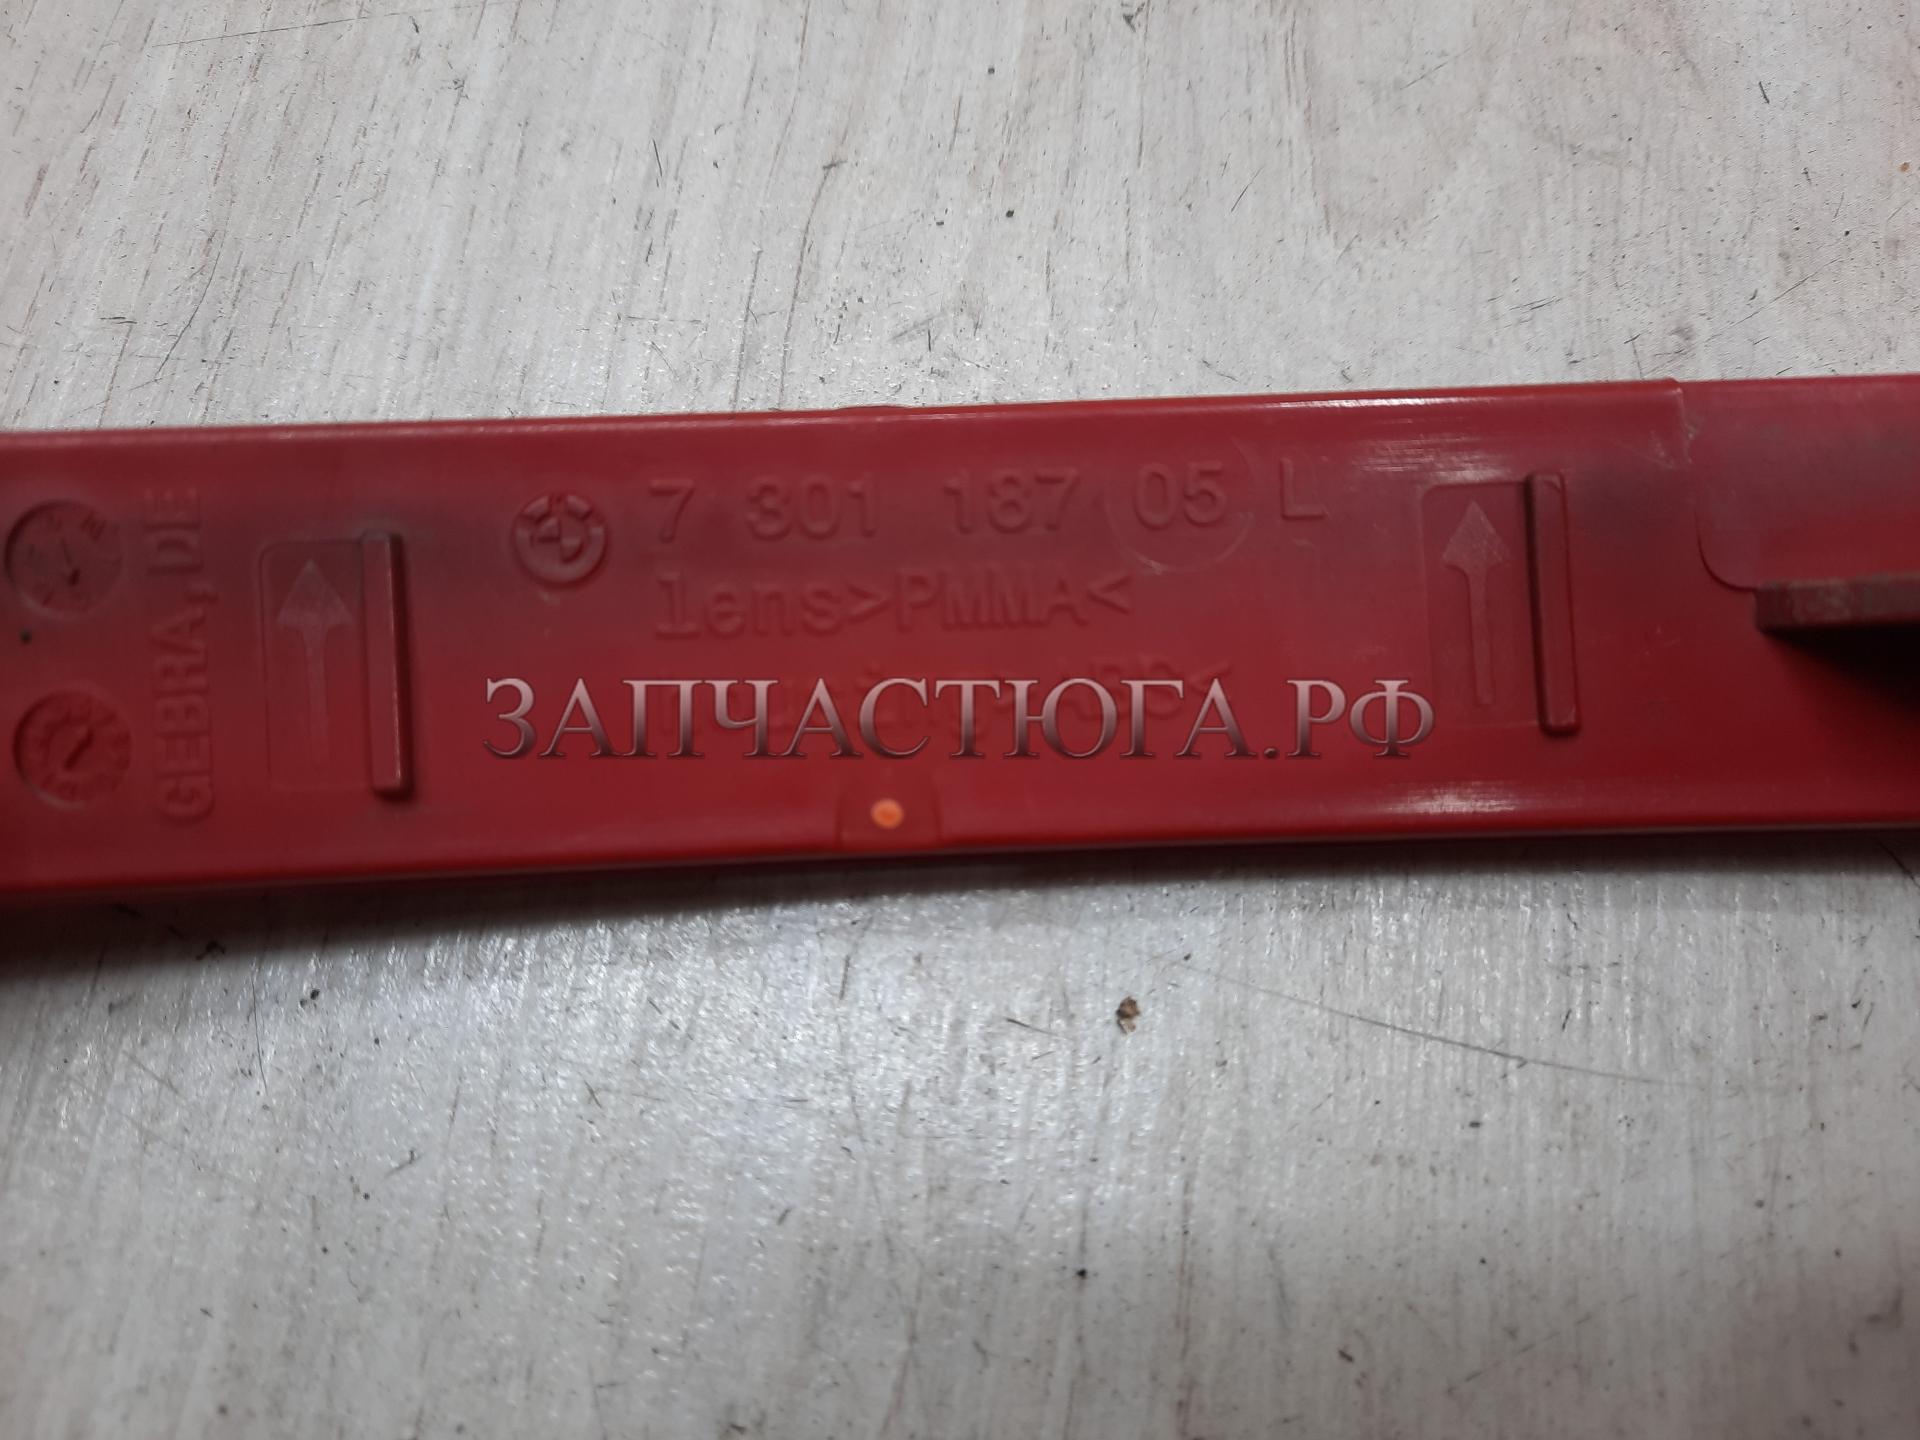 7 301 187 05 L
lens>PMMA<
GEBRA, DE
ЗАПЧАСТЮГА.РФ